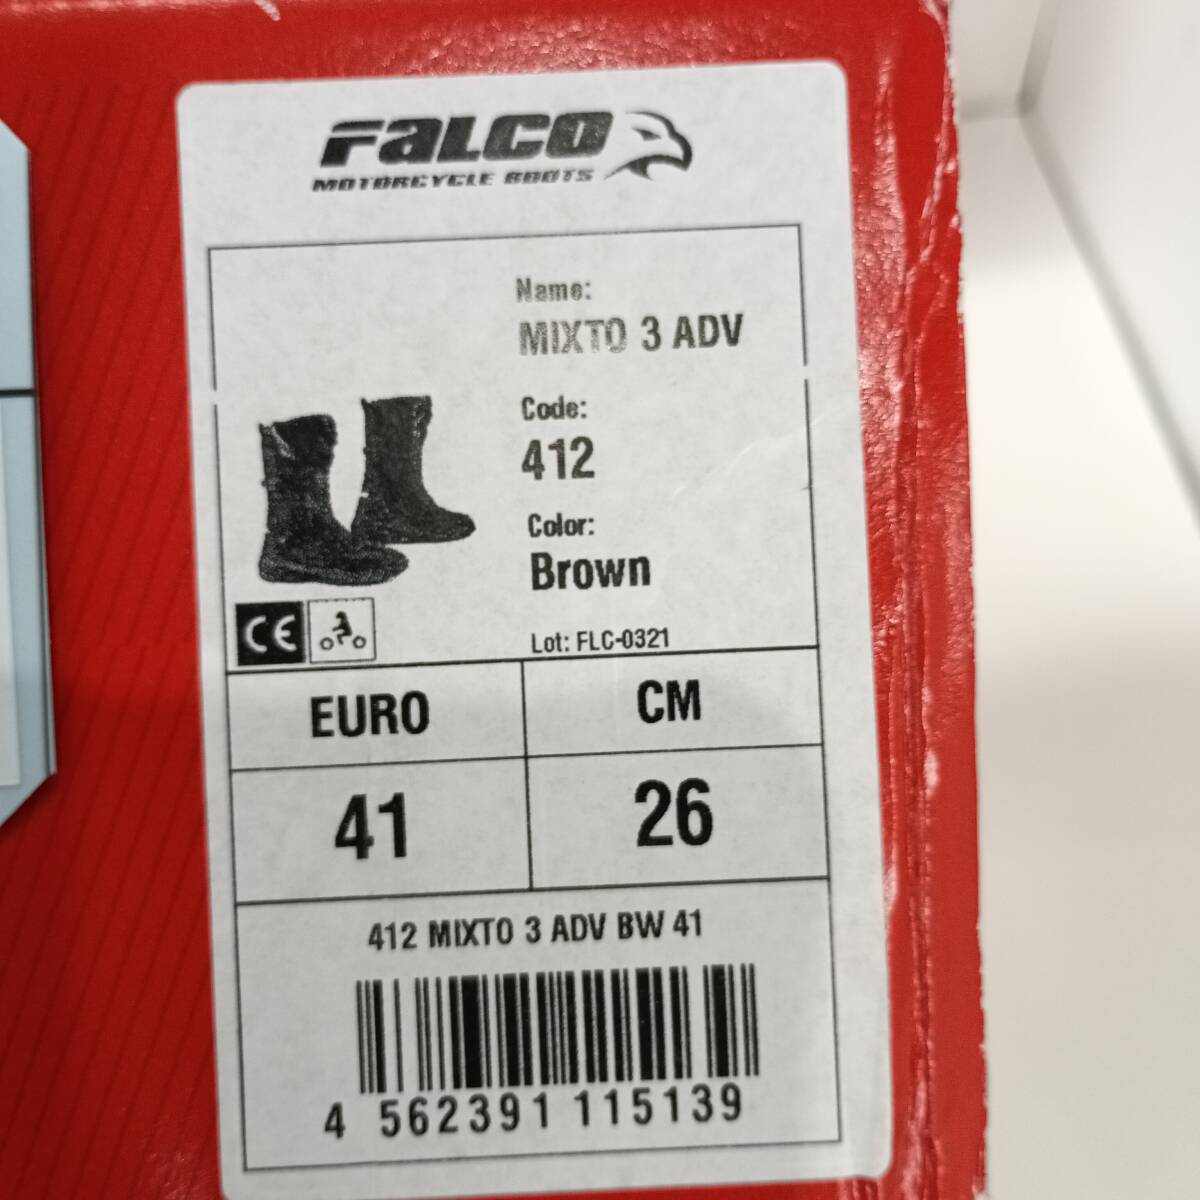 FALCO
MOTORCYCLE BOOTS
Name:
MIXTO 3 ADV
Code:
412
Color:
Brown
CE
Lot: FLC-0321
EURO CM
41 26
412 MIXTO 3 ADV BW 41
4 562391 115139